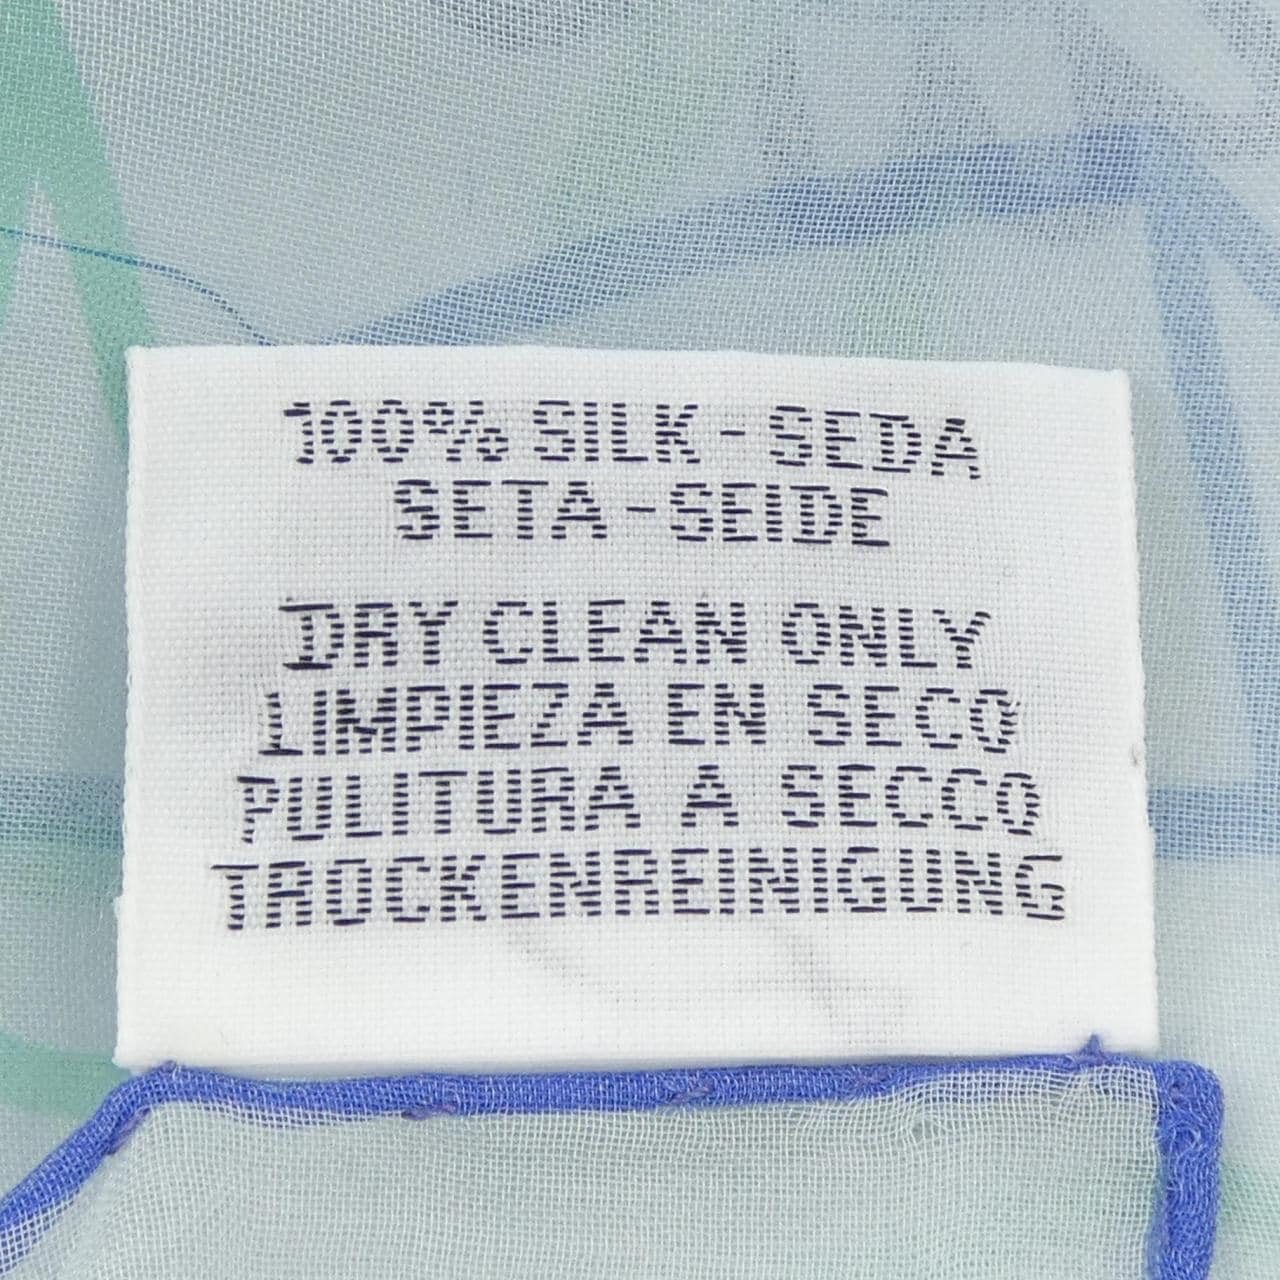 100% SILK - SEDA
SETA - SEIDE
DRY CLEAN ONLY
LIMPIEZA EN SECO
PULITURA A SECCO
TROCKENREINIGUNG